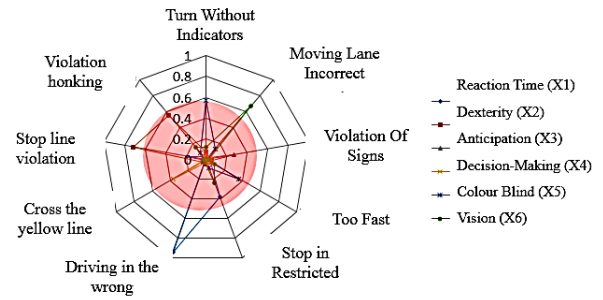 Turn Without
Indicators
Moving Lane
Incorrect
Violation Of
Signs
Too Fast
Stop in
Restricted
Driving in the
wrong
Cross the
yellow line
Stop line
violation
Violation
honking
1
0.8
0.6
0.4
0.2
0
Reaction Time (X1)
Dexterity (X2)
Anticipation (X3)
Decision-Making (X4)
Colour Blind (X5)
Vision (X6)